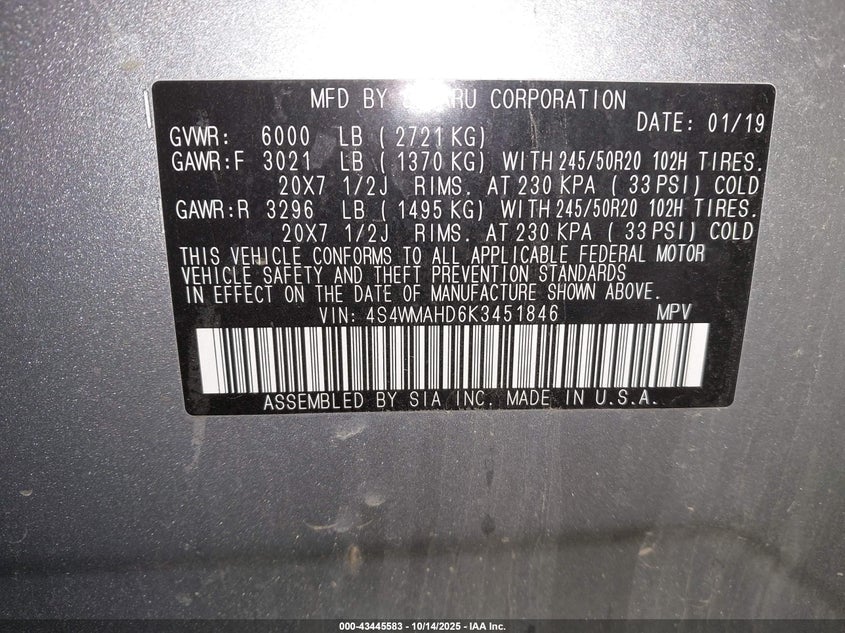 MFD BY SUBARU CORPORATION
DATE: 01/19
GVWR: 6000 LB ( 2721 KG)
GAWR:F 3021 LB ( 1370 KG) WITH 245/50R20 102H TIRES.
20X7 1/2J RIMS. AT 230 KPA ( 33 PSI) COLD
GAWR:R 3296 LB ( 1495 KG) WITH 245/50R20 102H TIRES.
20X7 1/2J RIMS. AT 230 KPA ( 33 PSI) COLD
THIS VEHICLE CONFORMS TO ALL APPLICABLE FEDERAL MOTOR
VEHICLE SAFETY AND THEFT PREVENTION STANDARDS
IN EFFECT ON THE DATE OF MANUFACTURE SHOWN ABOVE.
VIN: 4S4WMAHD6K3451846 MPV
ASSEMBLED BY SIA INC. MADE IN U.S.A.
000-43445583 - 10/14/2025 - IAA Inc.